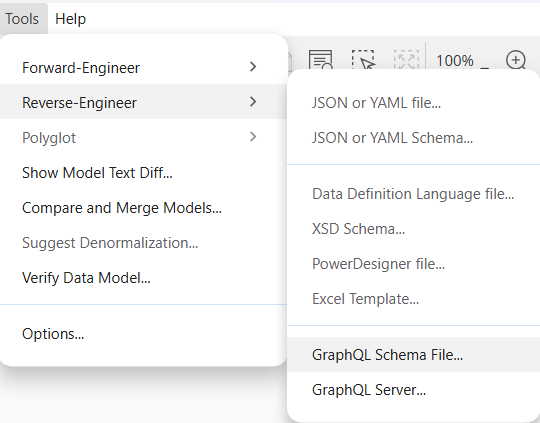 Tools Help
100%
Forward-Engineer
Reverse-Engineer
Polyglot
Show Model Text Diff...
Compare and Merge Models...
Suggest Denormalization...
Verify Data Model...
Options...
JSON or YAML file...
JSON or YAML Schema...
Data Definition Language file...
XSD Schema...
PowerDesigner file...
Excel Template...
GraphQL Schema File...
GraphQL Server...